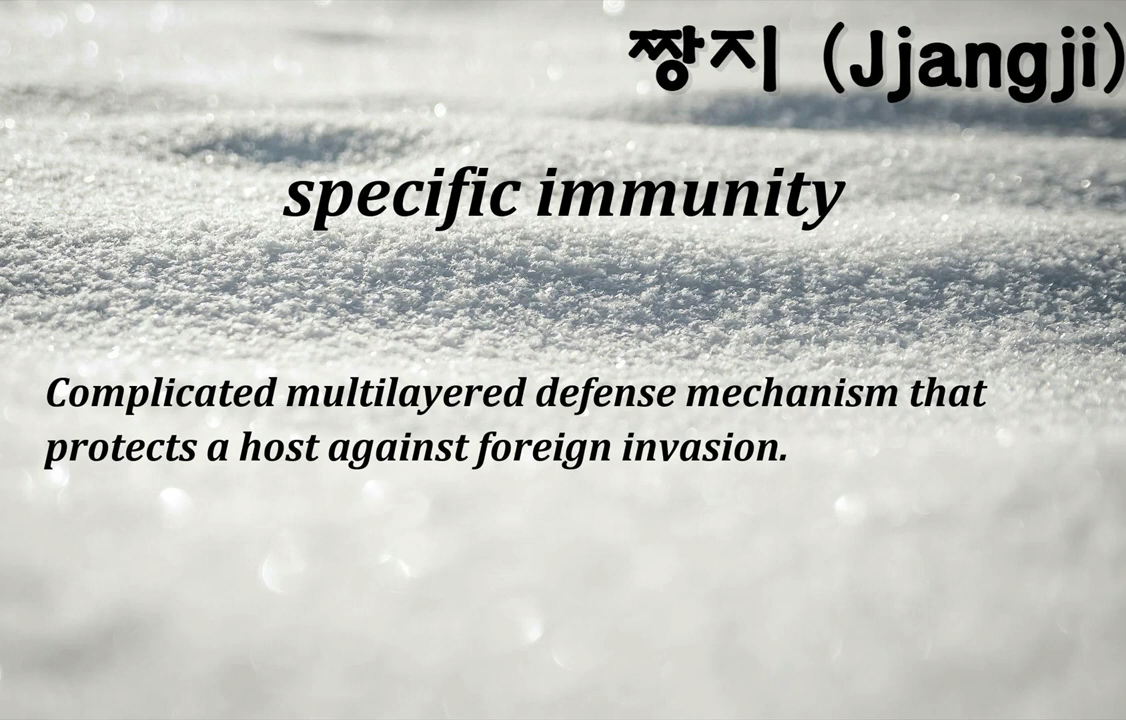 짱지 (Jjangji)
specific immunity
Complicated multilayered defense mechanism that
protects a host against foreign invasion.